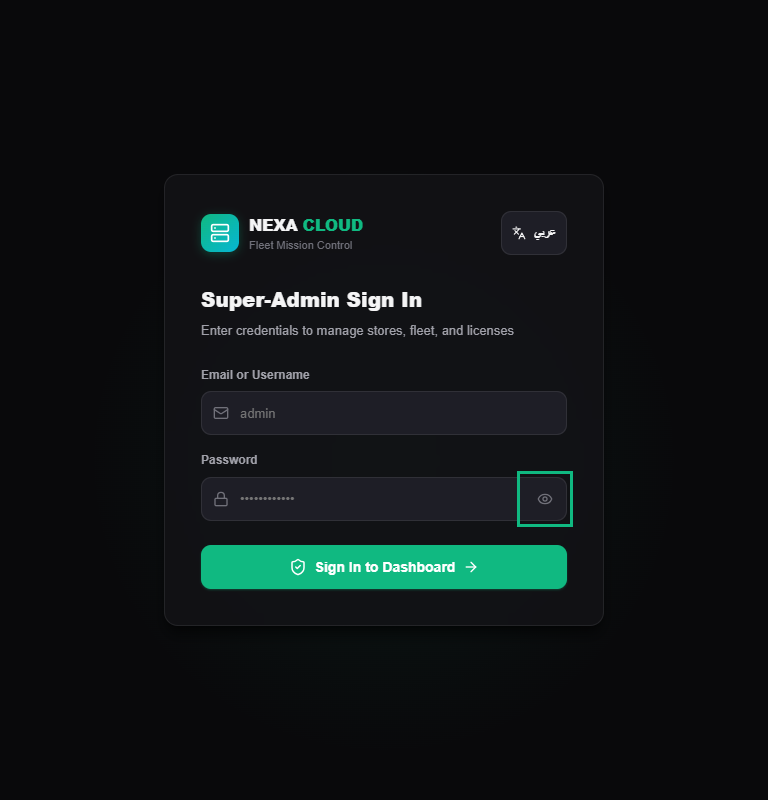 NEXA CLOUD
Fleet Mission Control
عربي
Super-Admin Sign In
Enter credentials to manage stores, fleet, and licenses
Email or Username
admin
Password
••••••••••••
Sign In to Dashboard